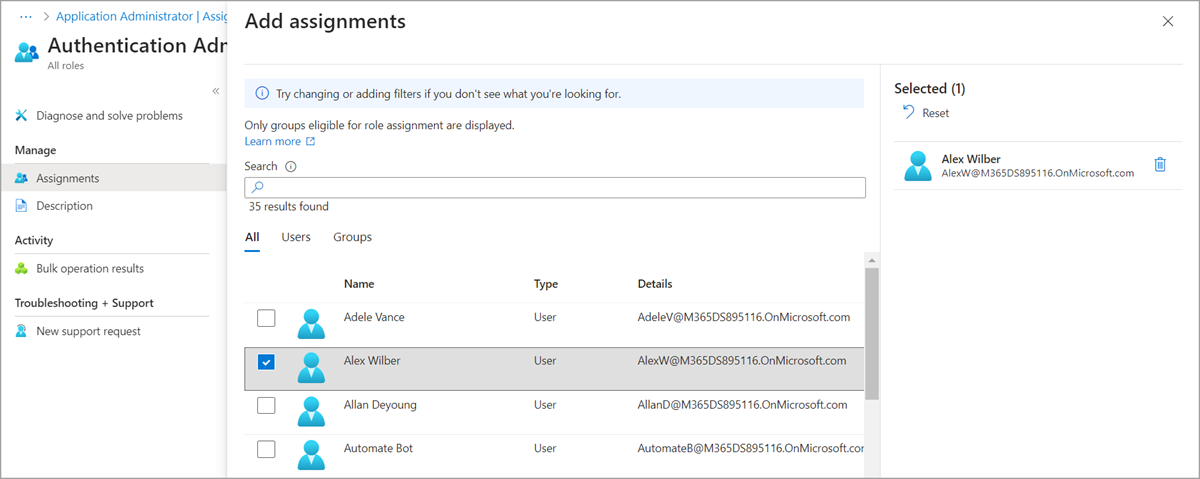 ··· > Application Administrator | Assig
Authentication Adr
All roles
«
Diagnose and solve problems
Manage
Assignments
Description
Activity
Bulk operation results
Troubleshooting + Support
New support request
Add assignments
Try changing or adding filters if you don't see what you're looking for.
Only groups eligible for role assignment are displayed.
Learn more
Search
35 results found
All Users Groups
Name Type Details
Adele Vance User AdeleV@M365DS895116.OnMicrosoft.com
Alex Wilber User AlexW@M365DS895116.OnMicrosoft.com
Allan Deyoung User AllanD@M365DS895116.OnMicrosoft.com
Automate Bot User AutomateB@M365DS895116.OnMicrosoft.cor
Selected (1)
Reset
Alex Wilber
AlexW@M365DS895116.OnMicrosoft.com